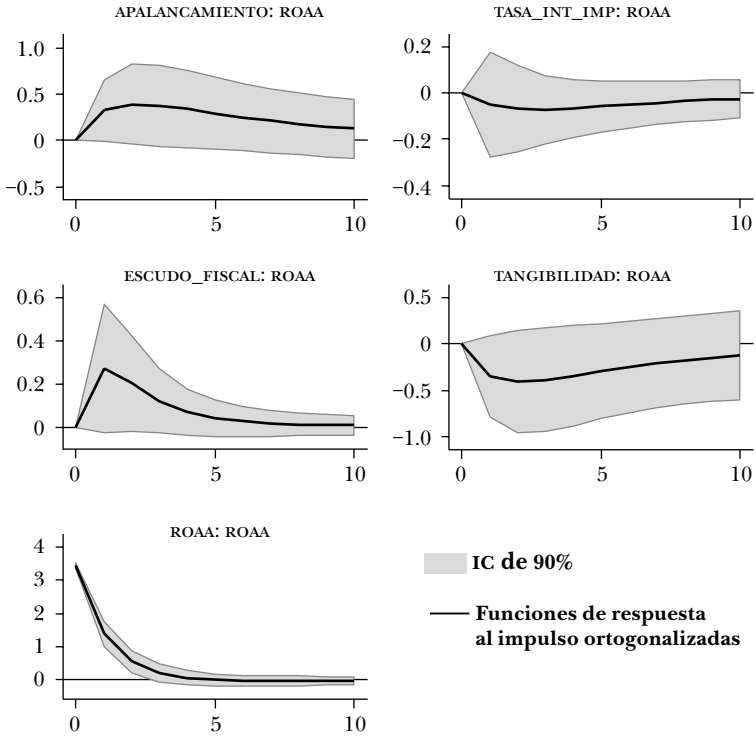 APALANCAMIENTO: ROAA
1.0
0.5
0
−0.5
0 5 10
TASA_INT_IMP: ROAA
0.2
0
−0.2
−0.4
0 5 10
ESCUDO_FISCAL: ROAA
0.6
0.4
0.2
0
0 5 10
TANGIBILIDAD: ROAA
0.5
0
−0.5
−1.0
0 5 10
ROAA: ROAA
4
3
2
1
0
0 5 10
IC de 90%
Funciones de respuesta
al impulso ortogonalizadas